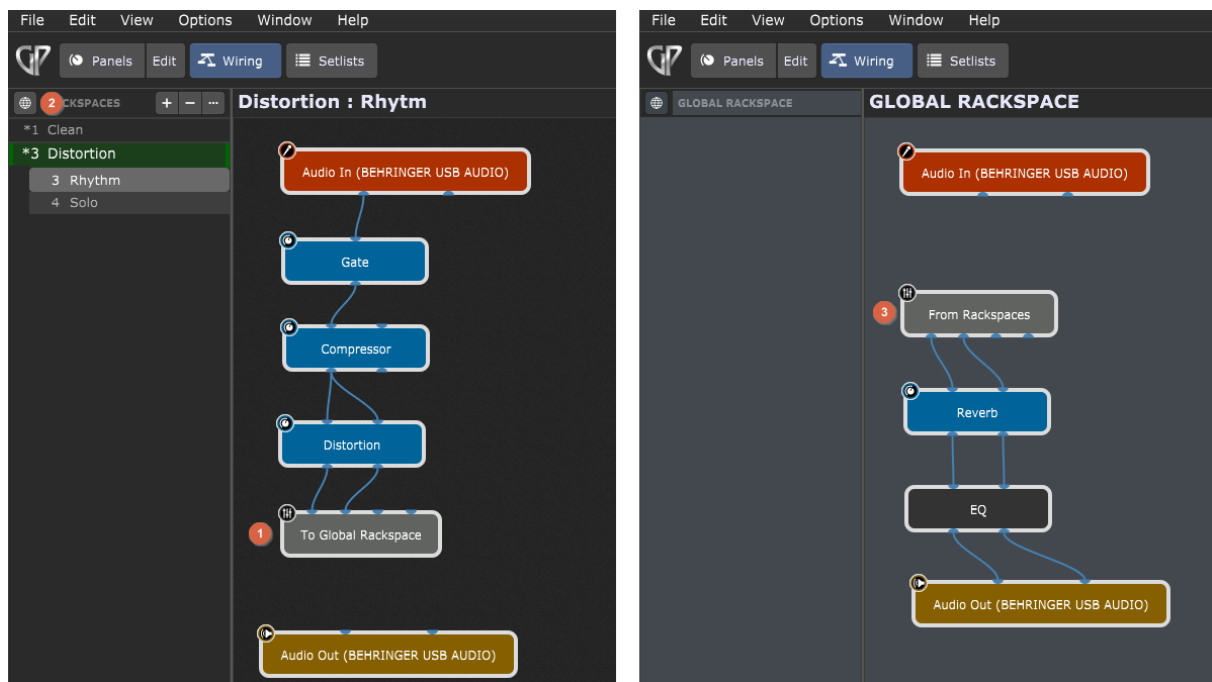 File Edit View Options Window Help
GP Panels Edit Wiring Setlists
2 CKSPACES + − ··· Distortion : Rhytm
*1 Clean
*3 Distortion
3 Rhythm
4 Solo
Audio In (BEHRINGER USB AUDIO)
Gate
Compressor
Distortion
1 To Global Rackspace
Audio Out (BEHRINGER USB AUDIO)
File Edit View Options Window Help
GP Panels Edit Wiring Setlists
GLOBAL RACKSPACE GLOBAL RACKSPACE
Audio In (BEHRINGER USB AUDIO)
3 From Rackspaces
Reverb
EQ
Audio Out (BEHRINGER USB AUDIO)